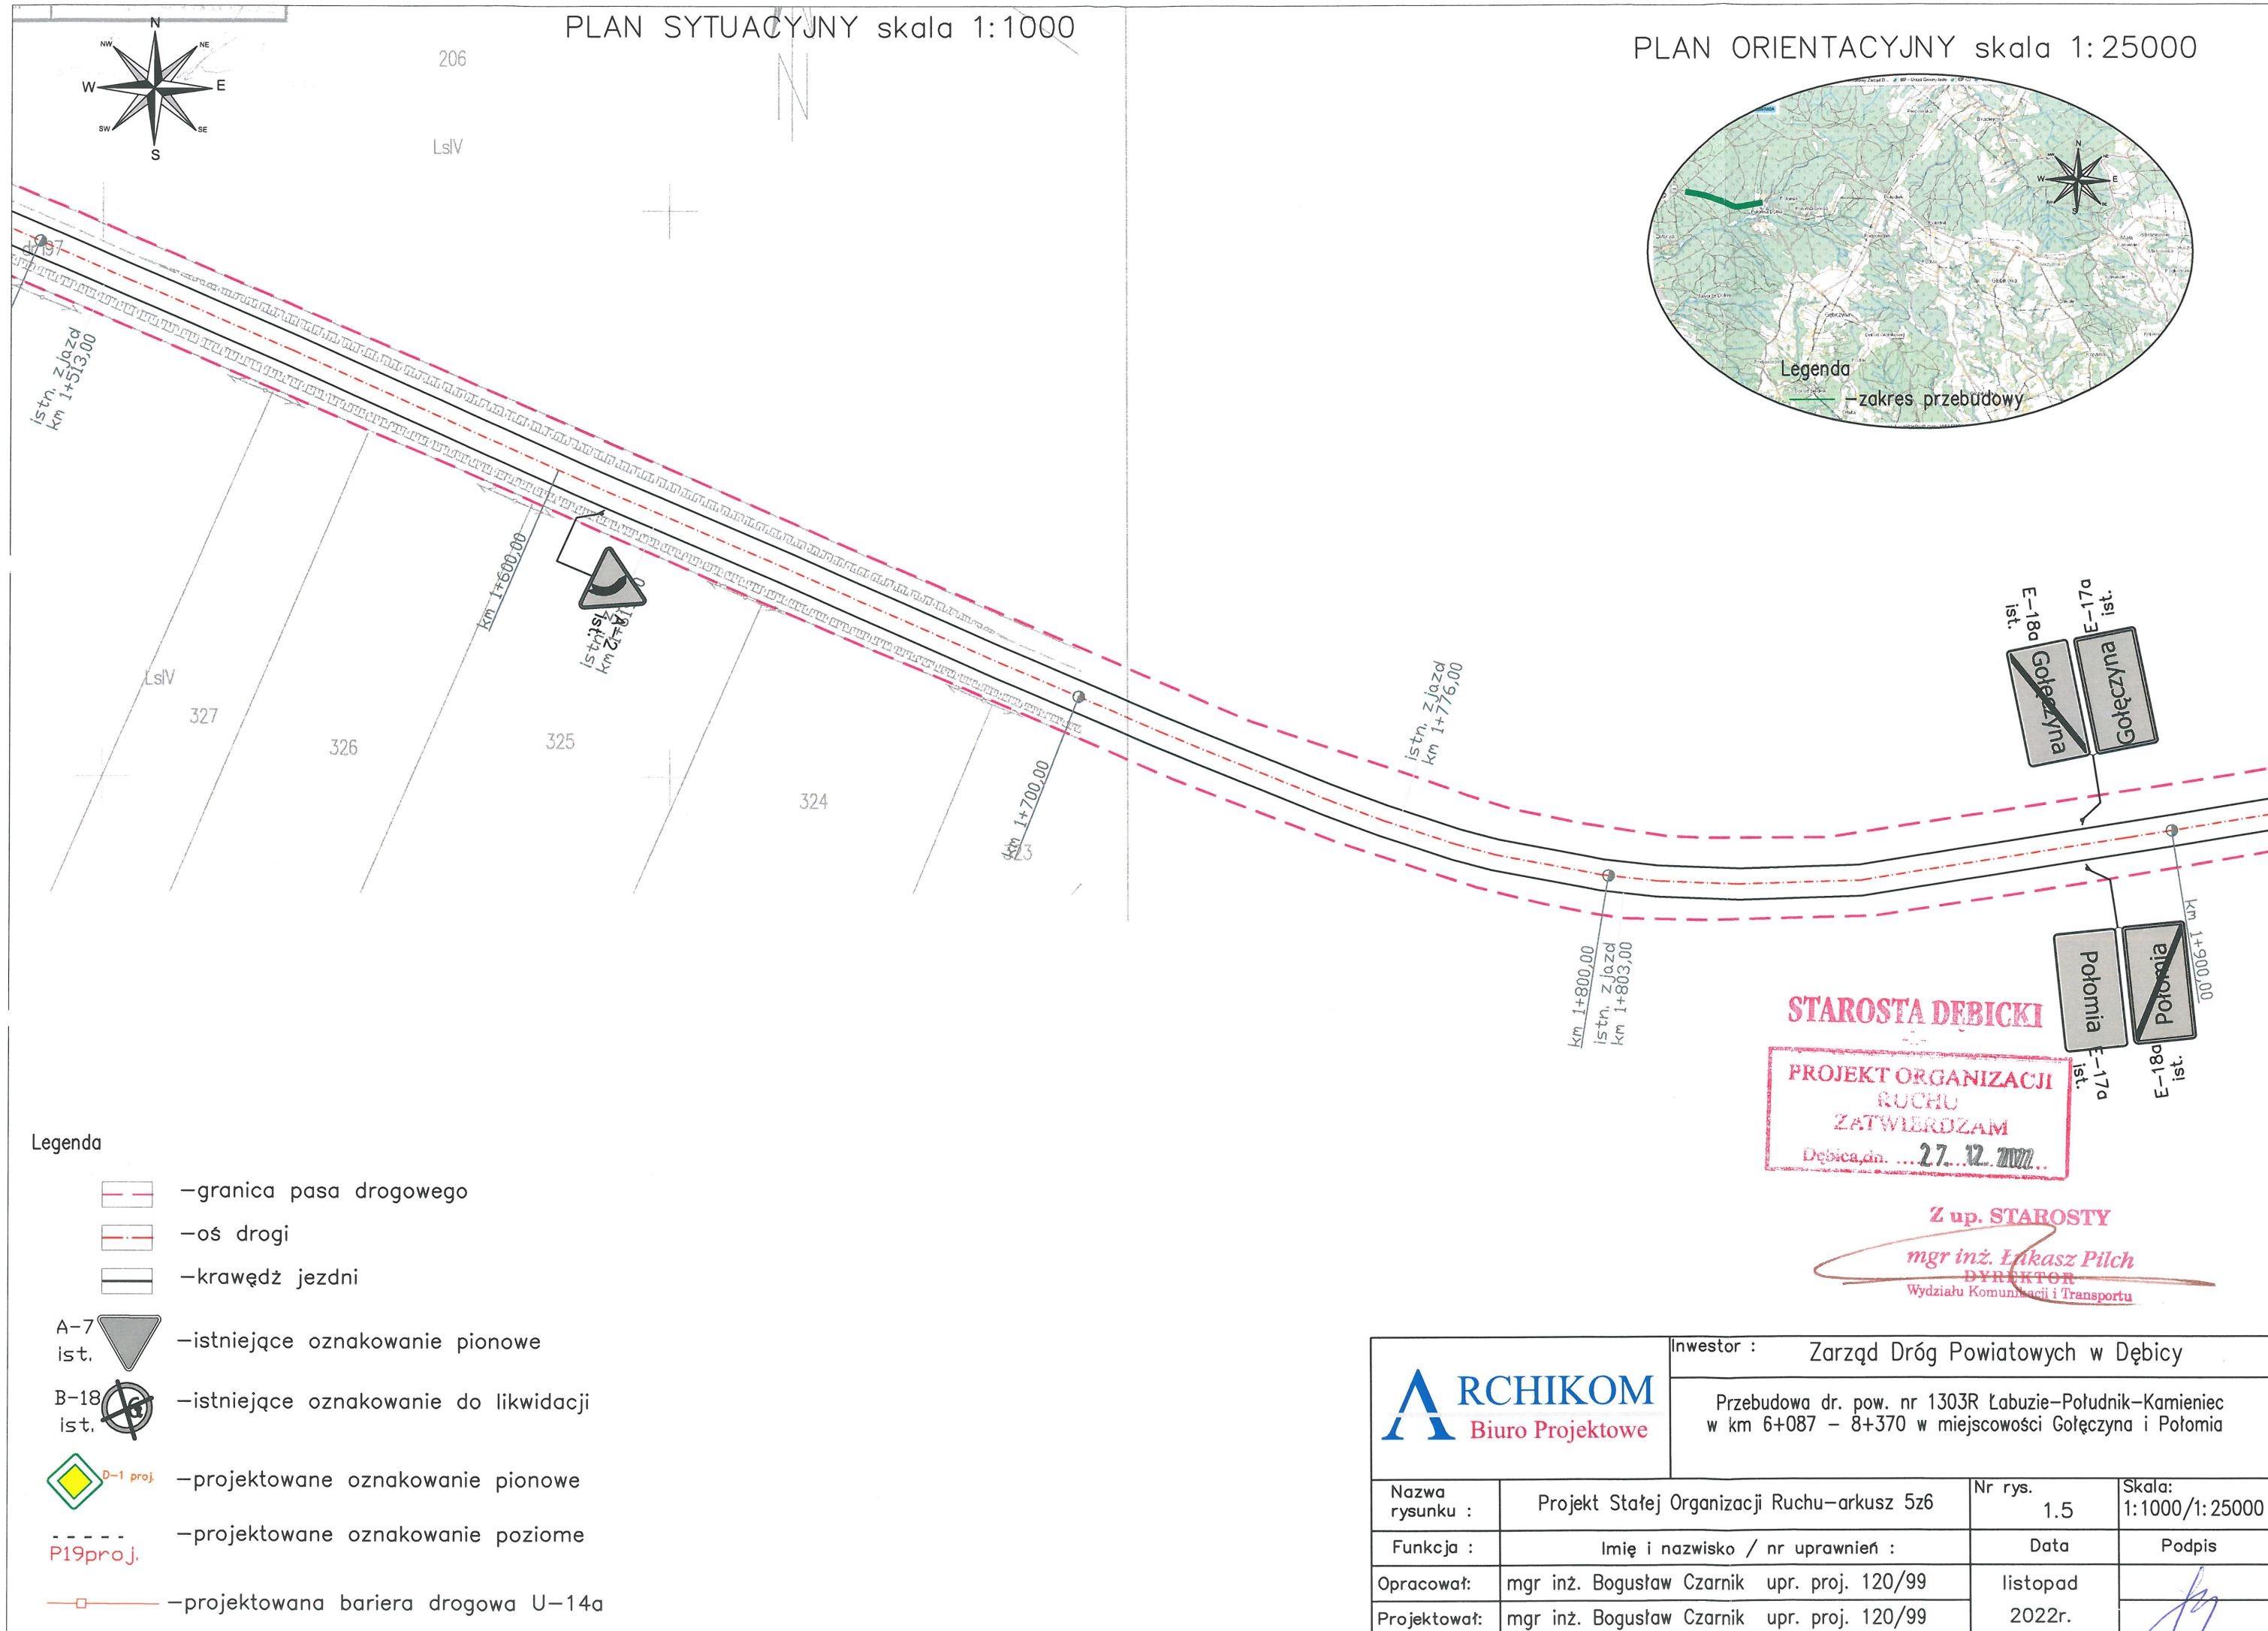 PLAN SYTUACYJNY skala 1:1000
PLAN ORIENTACYJNY skala 1:25000
N
NW
NE
W
E
SW
SE
S
N
206
LsIV
dr 197
istn. zjazd
km 1+513,00
km 1+600,00
A-2
ist.
LsIV
327
326
325
324
323
km 1+700,00
istn. zjazd
km 1+776,00
km 1+800,00
istn. zjazd
km 1+803,00
E-18a
ist.
E-17a
ist.
Gołęczyna
Gołęczyna
km 1+900,00
Połomia
Połomia
E-17a
ist.
E-18a
ist.
N
W
E
S
Legenda
-zakres przebudowy
STAROSTA DĘBICKI
PROJEKT ORGANIZACJI
RUCHU
ZATWIERDZAM
Dębica,dn. ....27. 12. 2022..
Z up. STAROSTY
mgr inż. Łukasz Pilch
DYREKTOR
Wydziału Komunikacji i Transportu
Legenda
-granica pasa drogowego
-oś drogi
-krawędź jezdni
A-7
ist.
-istniejące oznakowanie pionowe
B-18
ist.
-istniejące oznakowanie do likwidacji
D-1 proj.
-projektowane oznakowanie pionowe
P19proj.
-projektowane oznakowanie poziome
-projektowana bariera drogowa U-14a
ARCHIKOM
Biuro Projektowe
Inwestor :
Zarząd Dróg Powiatowych w Dębicy
Przebudowa dr. pow. nr 1303R Łabuzie-Południk-Kamieniec
w km 6+087 - 8+370 w miejscowości Gołęczyna i Połomia
Nazwa
rysunku :
Projekt Stałej Organizacji Ruchu-arkusz 5z6
Nr rys.
1.5
Skala:
1:1000/1:25000
Funkcja :
Imię i nazwisko / nr uprawnień :
Data
Podpis
Opracował:
mgr inż. Bogusław Czarnik upr. proj. 120/99
listopad
2022r.
Projektował:
mgr inż. Bogusław Czarnik upr. proj. 120/99